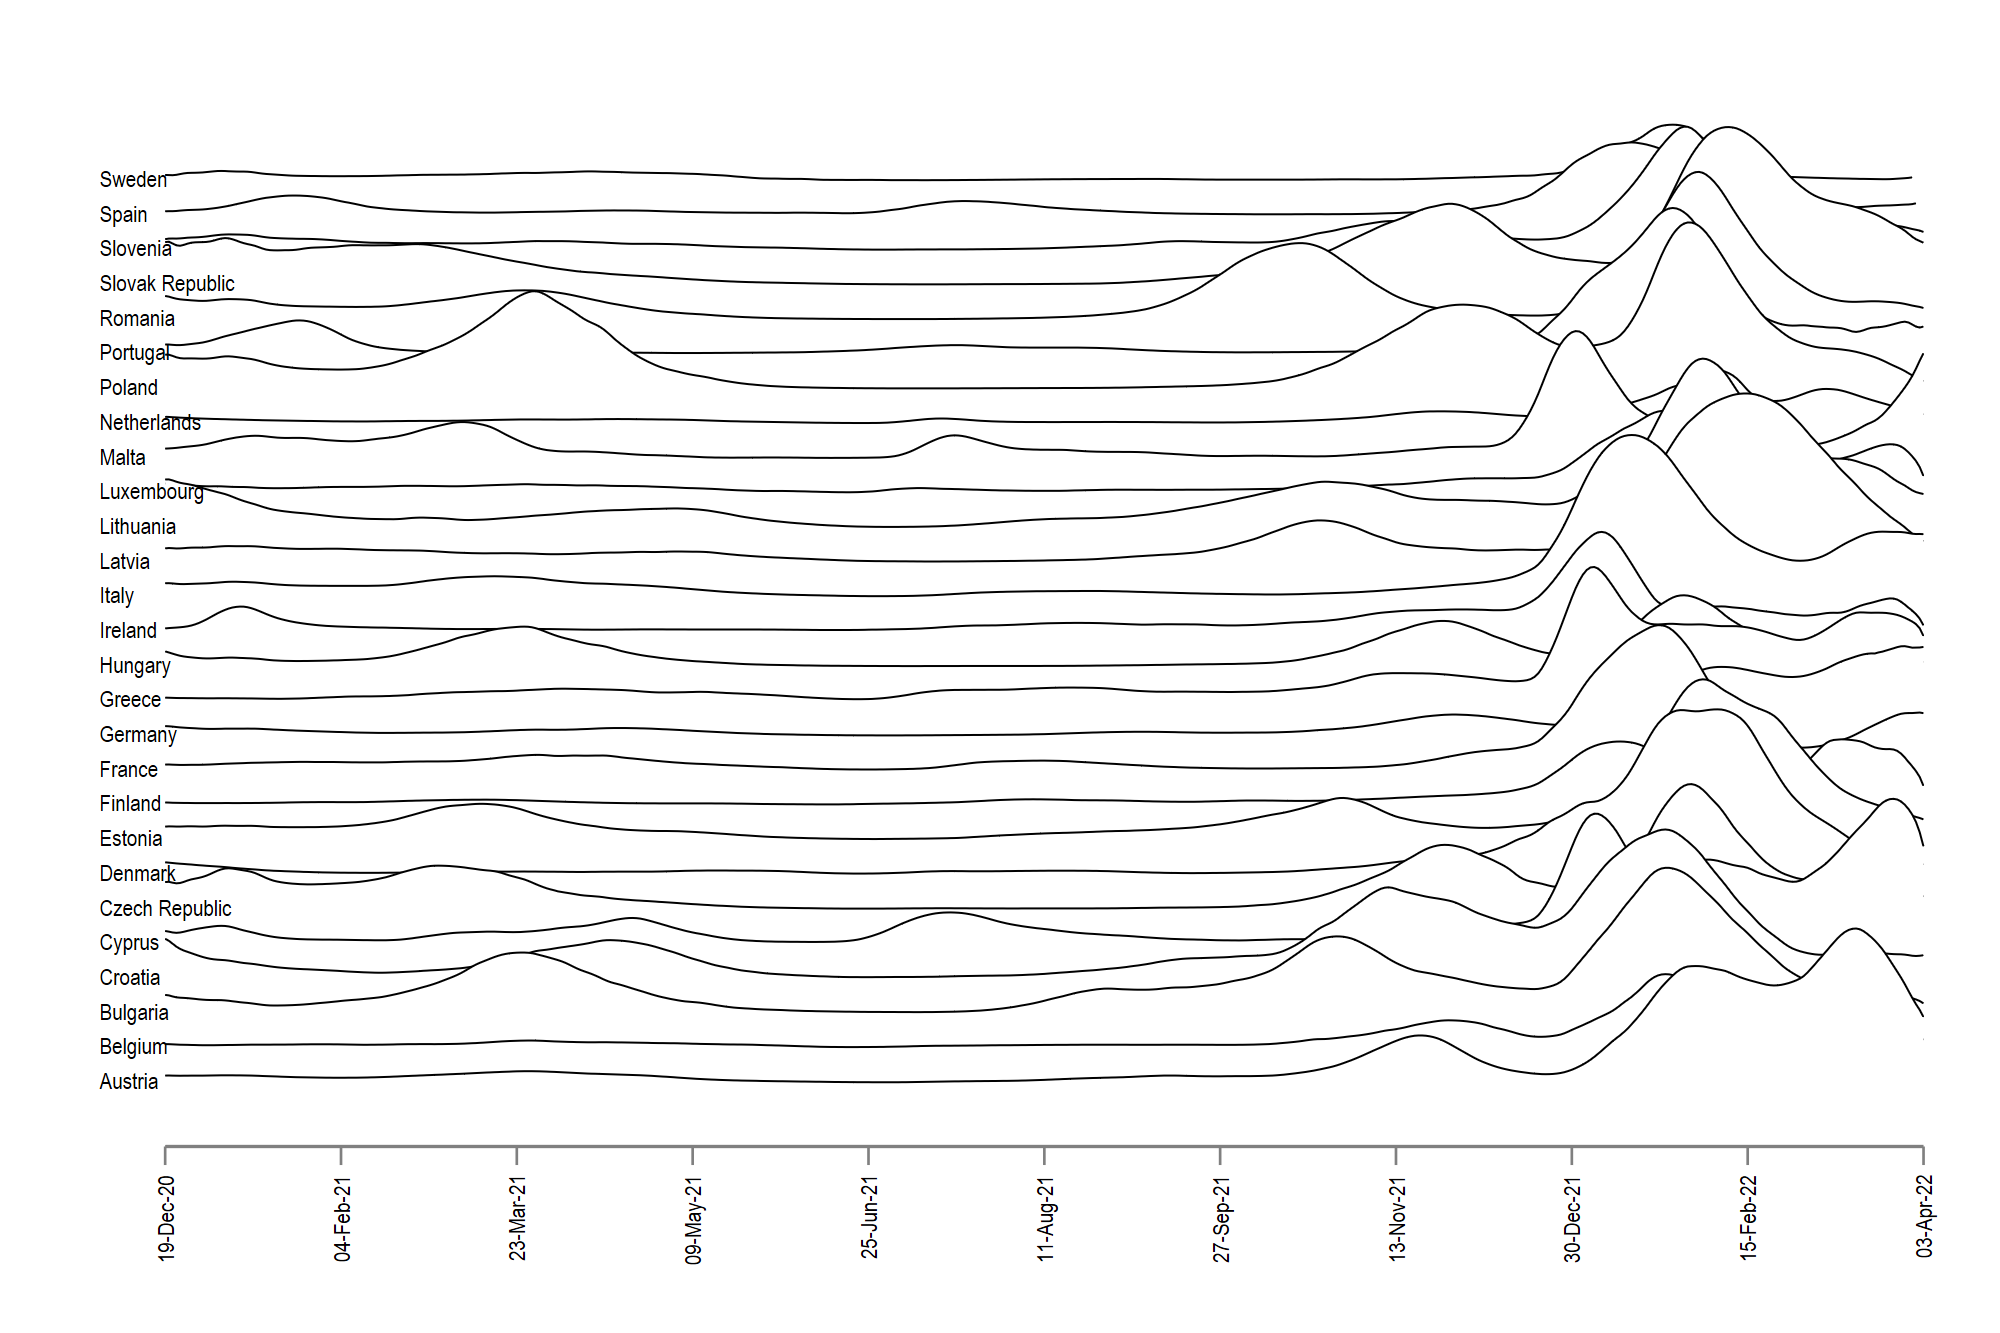 Sweden
Spain
Slovenia
Slovak Republic
Romania
Portugal
Poland
Netherlands
Malta
Luxembourg
Lithuania
Latvia
Italy
Ireland
Hungary
Greece
Germany
France
Finland
Estonia
Denmark
Czech Republic
Cyprus
Croatia
Bulgaria
Belgium
Austria
19-Dec-20
04-Feb-21
23-Mar-21
09-May-21
25-Jun-21
11-Aug-21
27-Sep-21
13-Nov-21
30-Dec-21
15-Feb-22
03-Apr-22